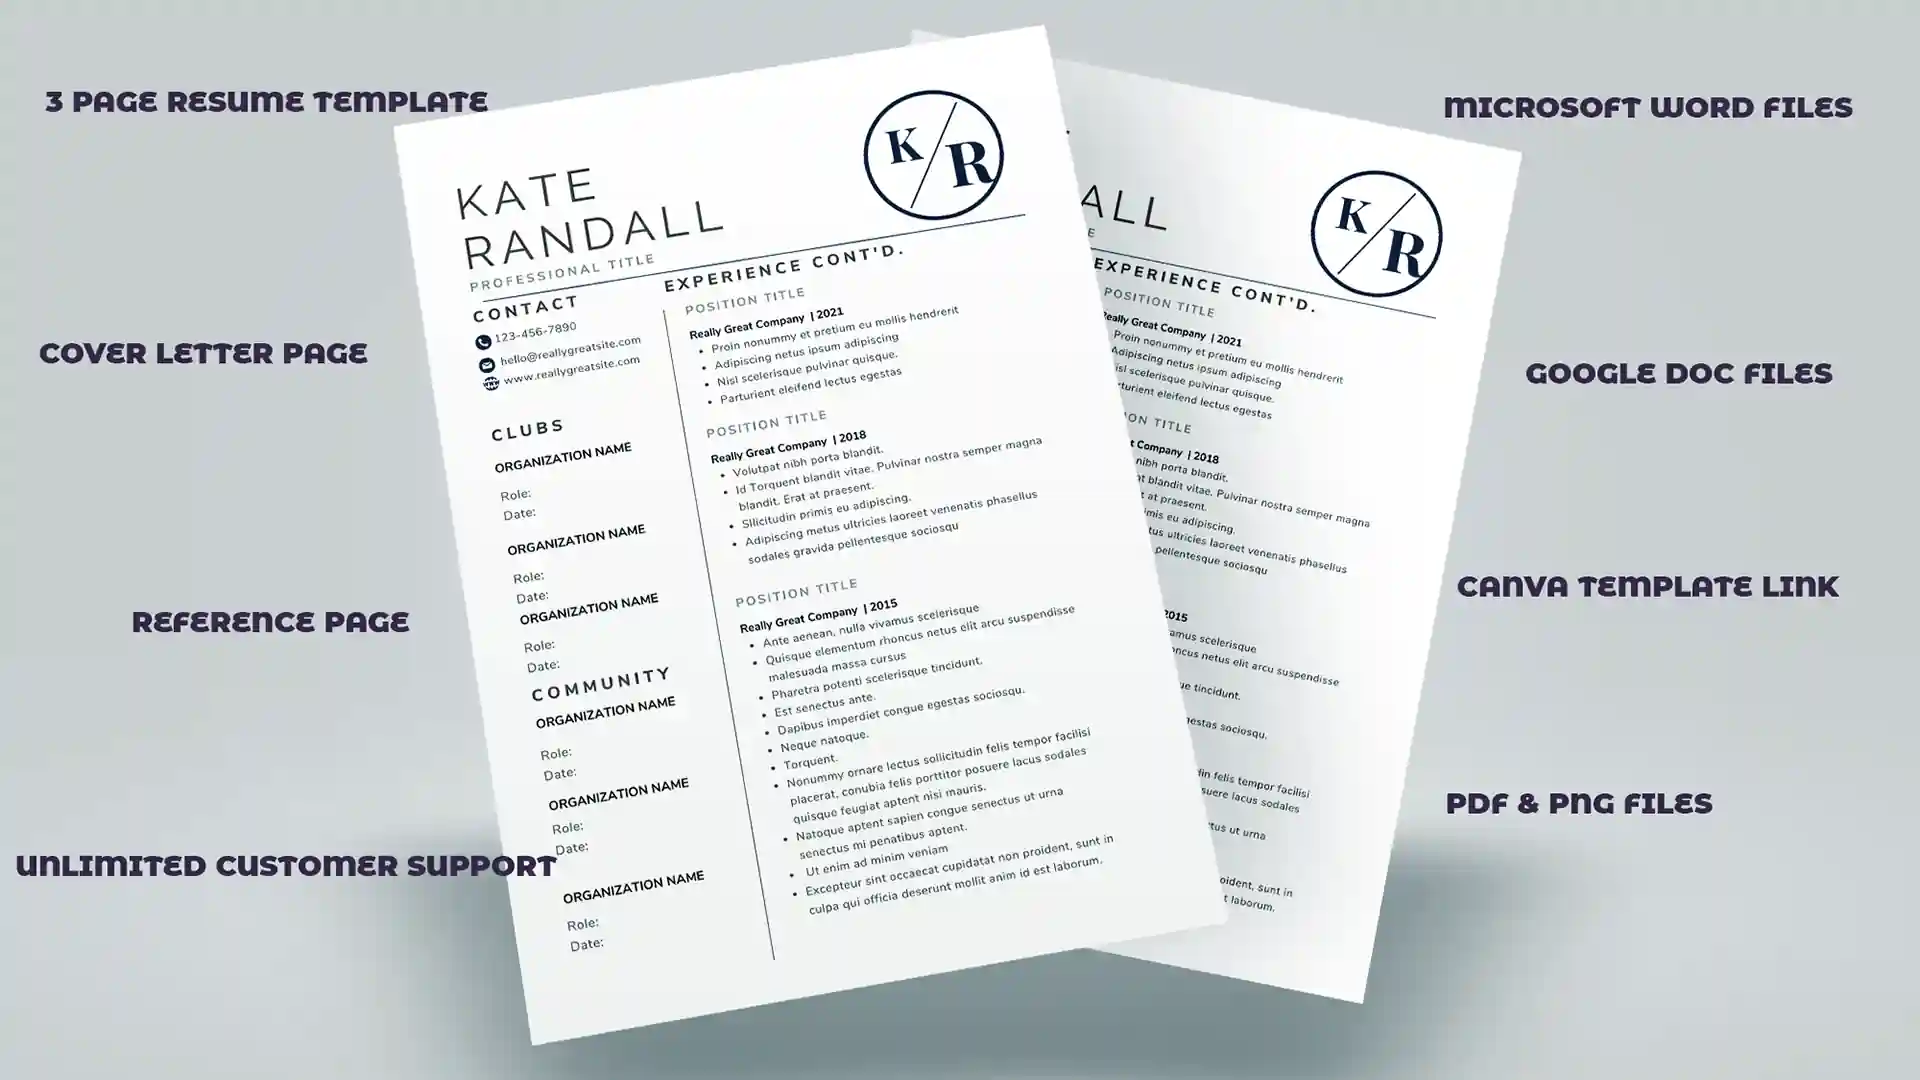 3 PAGE RESUME TEMPLATE
COVER LETTER PAGE
REFERENCE PAGE
UNLIMITED CUSTOMER SUPPORT
KATE
RANDALL
PROFESSIONAL TITLE
K R
CONTACT
123-456-7890
hello@reallygreatsite.com
www.reallygreatsite.com
CLUBS
ORGANIZATION NAME
Role:
Date:
ORGANIZATION NAME
Role:
Date:
ORGANIZATION NAME
Role:
Date:
COMMUNITY
ORGANIZATION NAME
Role:
Date:
ORGANIZATION NAME
Role:
Date:
ORGANIZATION NAME
Role:
Date:
EXPERIENCE CONT'D.
POSITION TITLE
Really Great Company | 2021
• Proin nonummy et pretium eu mollis hendrerit
• Adipiscing netus ipsum adipiscing
• Nisl scelerisque pulvinar quisque.
• Parturient eleifend lectus egestas
POSITION TITLE
Really Great Company | 2018
• Volutpat nibh porta blandit.
• Id Torquent blandit vitae. Pulvinar nostra semper magna
blandit. Erat at praesent.
• Sllicitudin primis eu adipiscing.
• Adipiscing metus ultricies laoreet venenatis phasellus
sodales gravida pellentesque sociosqu
POSITION TITLE
Really Great Company | 2015
• Ante aenean, nulla vivamus scelerisque
• Quisque elementum rhoncus netus elit arcu suspendisse
malesuada massa cursus
• Pharetra potenti scelerisque tincidunt.
• Est senectus ante.
• Dapibus imperdiet congue egestas sociosqu.
• Neque natoque.
• Torquent.
• Nonummy ornare lectus sollicitudin felis tempor facilisi
placerat, conubia felis porttitor posuere lacus sodales
quisque feugiat aptent nisi mauris.
• Natoque aptent sapien congue senectus ut urna
senectus mi penatibus aptent.
• Ut enim ad minim veniam
• Excepteur sint occaecat cupidatat non proident, sunt in
culpa qui officia deserunt mollit anim id est laborum.
ALL
E
K R
EXPERIENCE CONT'D.
POSITION TITLE
Really Great Company | 2021
Proin nonummy et pretium eu mollis hendrerit
Adipiscing netus ipsum adipiscing
isl scelerisque pulvinar quisque.
rturient eleifend lectus egestas
ION TITLE
t Company | 2018
nibh porta blandit.
nt blandit vitae. Pulvinar nostra semper magna
t at praesent.
imis eu adipiscing.
tus ultricies laoreet venenatis phasellus
pellentesque sociosqu
2015
amus scelerisque
oncus netus elit arcu suspendisse
ue tincidunt.
nestas sociosqu.
din felis tempor facilisi
suere lacus sodales
ctus ut urna
oident, sunt in
t laborum.
MICROSOFT WORD FILES
GOOGLE DOC FILES
CANVA TEMPLATE LINK
PDF & PNG FILES